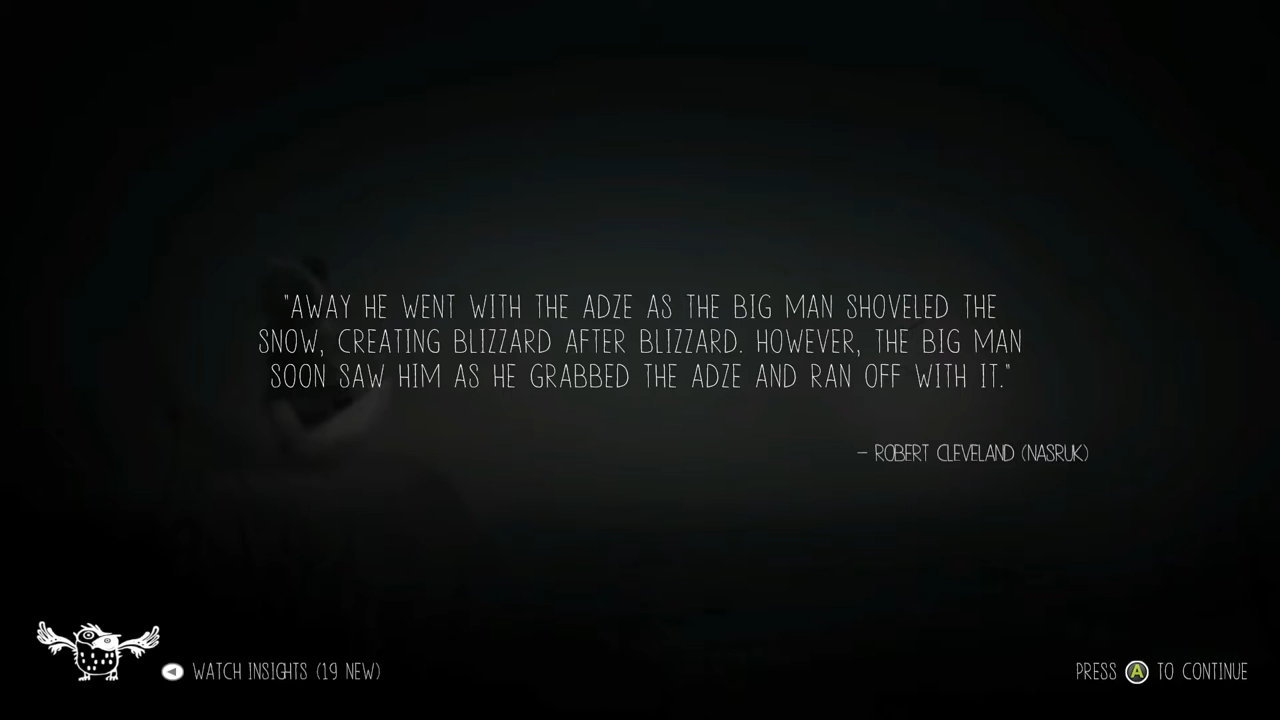 "AWAY HE WENT WITH THE ADZE AS THE BIG MAN SHOVELED THE
SNOW, CREATING BLIZZARD AFTER BLIZZARD. HOWEVER, THE BIG MAN
SOON SAW HIM AS HE GRABBED THE ADZE AND RAN OFF WITH IT."
– ROBERT CLEVELAND (NASRUK)
WATCH INSIGHTS (19 NEW)
PRESS A TO CONTINUE